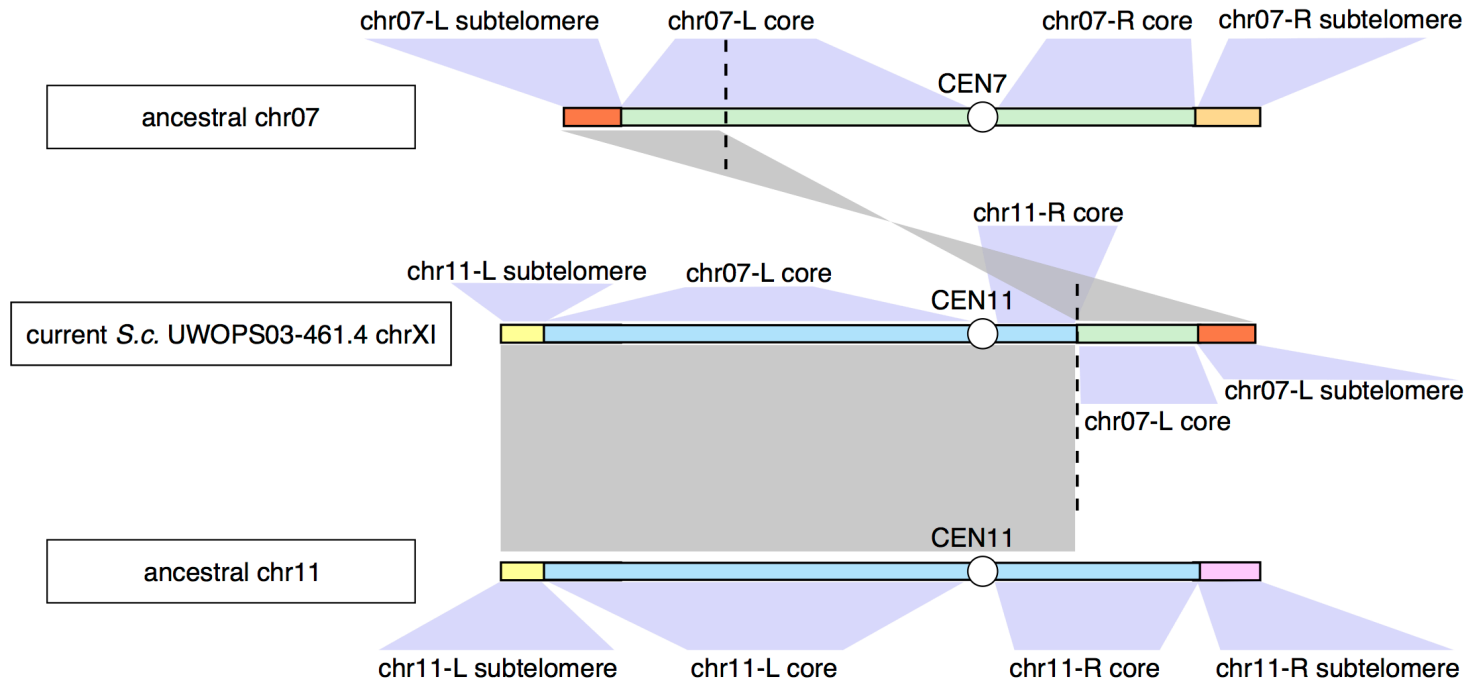 chr07-L subtelomere
chr07-L core
chr07-R core
chr07-R subtelomere
CEN7
ancestral chr07
chr11-R core
chr11-L subtelomere
chr07-L core
CEN11
current S.c. UWOPS03-461.4 chrXI
chr07-L subtelomere
chr07-L core
CEN11
ancestral chr11
chr11-L subtelomere
chr11-L core
chr11-R core
chr11-R subtelomere